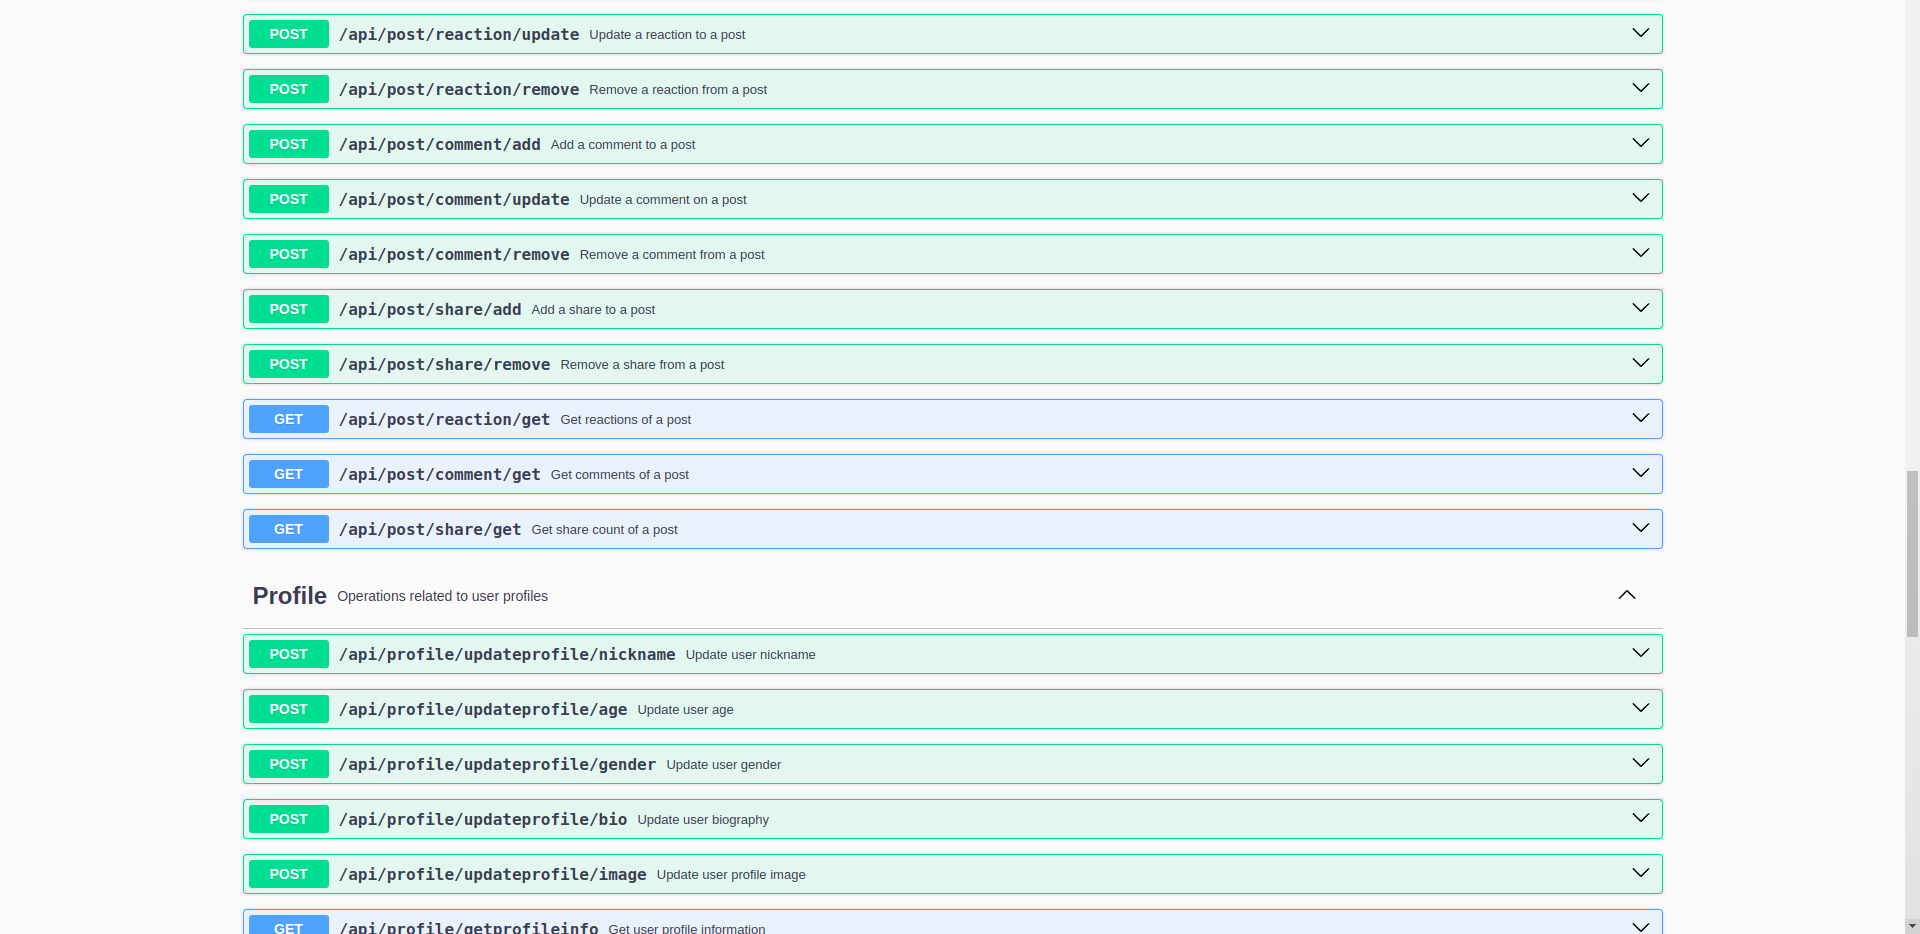 POST /api/post/reaction/update Update a reaction to a post
POST /api/post/reaction/remove Remove a reaction from a post
POST /api/post/comment/add Add a comment to a post
POST /api/post/comment/update Update a comment on a post
POST /api/post/comment/remove Remove a comment from a post
POST /api/post/share/add Add a share to a post
POST /api/post/share/remove Remove a share from a post
GET /api/post/reaction/get Get reactions of a post
GET /api/post/comment/get Get comments of a post
GET /api/post/share/get Get share count of a post
Profile Operations related to user profiles
POST /api/profile/updateprofile/nickname Update user nickname
POST /api/profile/updateprofile/age Update user age
POST /api/profile/updateprofile/gender Update user gender
POST /api/profile/updateprofile/bio Update user biography
POST /api/profile/updateprofile/image Update user profile image
GET /api/profile/getprofileinfo Get user profile information